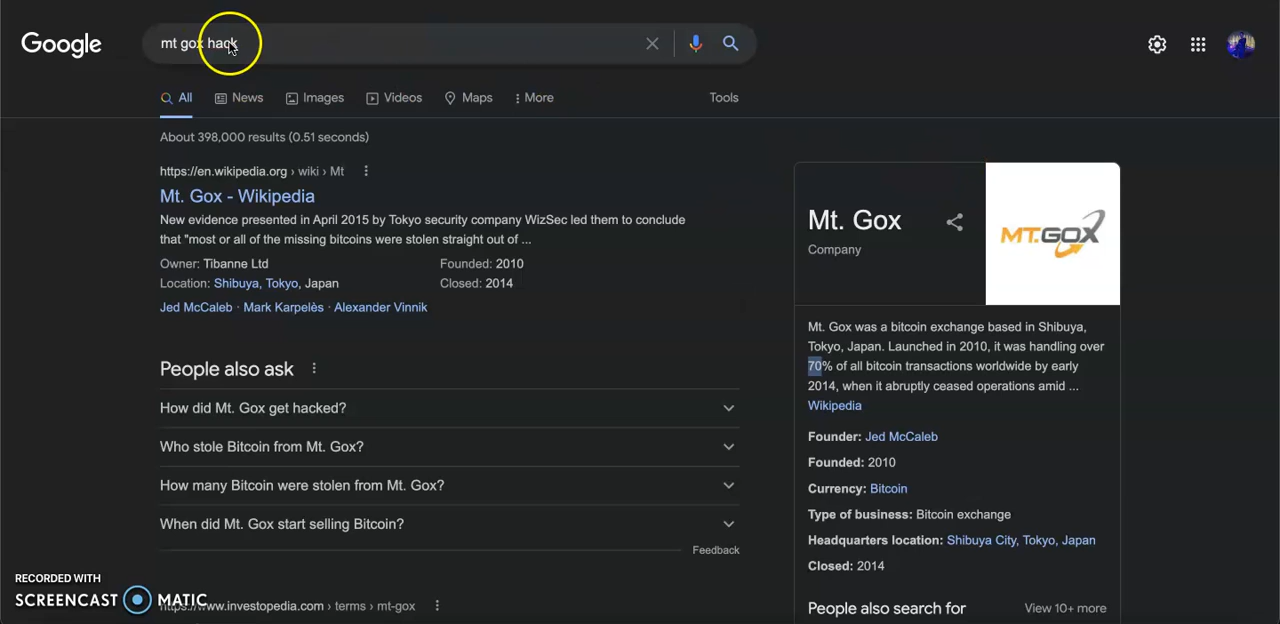 Google
mt gox hack
All
News
Images
Videos
Maps
More
Tools
About 398,000 results (0.51 seconds)
https://en.wikipedia.org › wiki › Mt
Mt. Gox - Wikipedia
New evidence presented in April 2015 by Tokyo security company WizSec led them to conclude
that "most or all of the missing bitcoins were stolen straight out of ...
Owner: Tibanne Ltd
Founded: 2010
Location: Shibuya, Tokyo, Japan
Closed: 2014
Jed McCaleb · Mark Karpelès · Alexander Vinnik
People also ask
How did Mt. Gox get hacked?
Who stole Bitcoin from Mt. Gox?
How many Bitcoin were stolen from Mt. Gox?
When did Mt. Gox start selling Bitcoin?
Feedback
https://www.investopedia.com › terms › mt-gox
Mt. Gox
Company
MT.GOX
Mt. Gox was a bitcoin exchange based in Shibuya,
Tokyo, Japan. Launched in 2010, it was handling over
70% of all bitcoin transactions worldwide by early
2014, when it abruptly ceased operations amid ...
Wikipedia
Founder: Jed McCaleb
Founded: 2010
Currency: Bitcoin
Type of business: Bitcoin exchange
Headquarters location: Shibuya City, Tokyo, Japan
Closed: 2014
People also search for
View 10+ more
RECORDED WITH
SCREENCAST MATIC